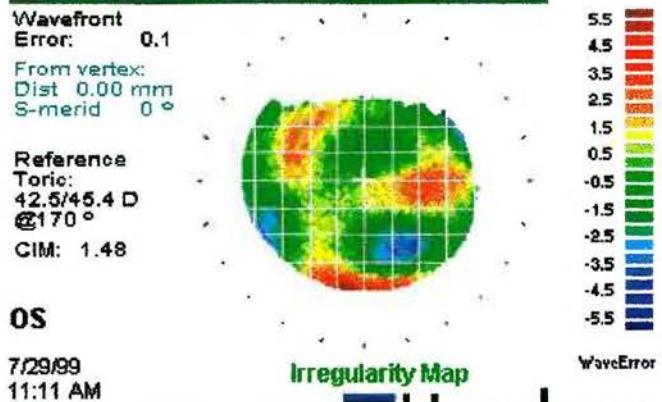 Wavefront
Error: 0.1
From vertex:
Dist 0.00 mm
S-merid 0 °
Reference
Toric:
42.5/45.4 D
@170 °
CIM: 1.48
OS
7/29/99
11:11 AM
Irregularity Map
5.5
4.5
3.5
2.5
1.5
0.5
-0.5
-1.5
-2.5
-3.5
-4.5
-5.5
WaveError